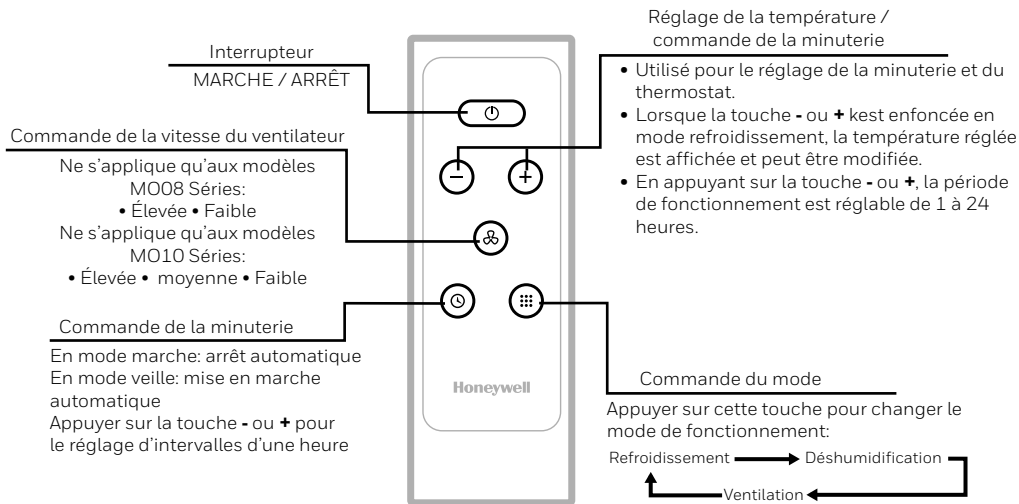 Interrupteur
MARCHE / ARRÊT
Commande de la vitesse du ventilateur
Ne s'applique qu'aux modèles
MO08 Séries:
• Élevée • Faible
Ne s'applique qu'aux modèles
MO10 Séries:
• Élevée • moyenne • Faible
Commande de la minuterie
En mode marche: arrêt automatique
En mode veille: mise en marche
automatique
Appuyer sur la touche - ou + pour
le réglage d'intervalles d'une heure
Honeywell
Réglage de la température /
commande de la minuterie
• Utilisé pour le réglage de la minuterie et du
thermostat.
• Lorsque la touche - ou + kest enfoncée en
mode refroidissement, la température réglée
est affichée et peut être modifiée.
• En appuyant sur la touche - ou +, la période
de fonctionnement est réglable de 1 à 24
heures.
Commande du mode
Appuyer sur cette touche pour changer le
mode de fonctionnement:
Refroidissement Déshumidification
Ventilation